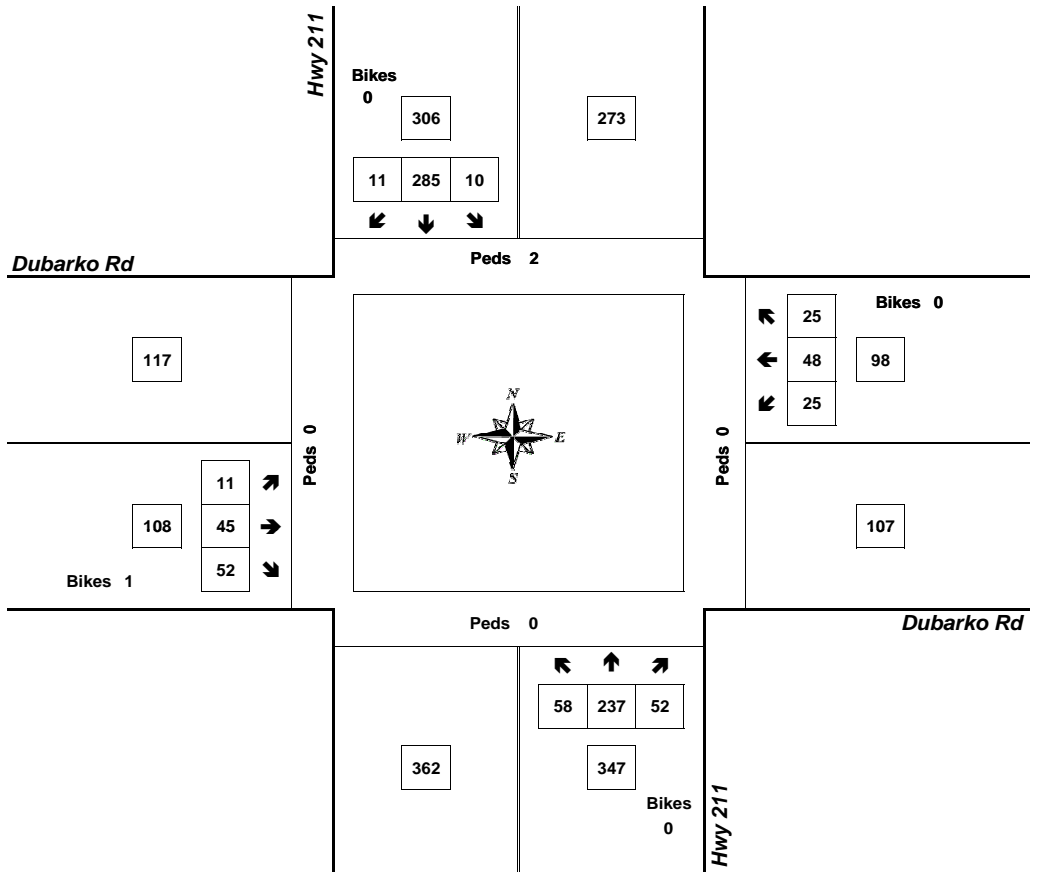 Hwy 211
Bikes
0
306
273
11 285 10
Peds 2
Dubarko Rd
Bikes 0
25
117
48 98
25
N
W E
S
Peds 0
Peds 0
11
108 45
52
107
Bikes 1
Peds 0
Dubarko Rd
58 237 52
362
347
Bikes
0
Hwy 211